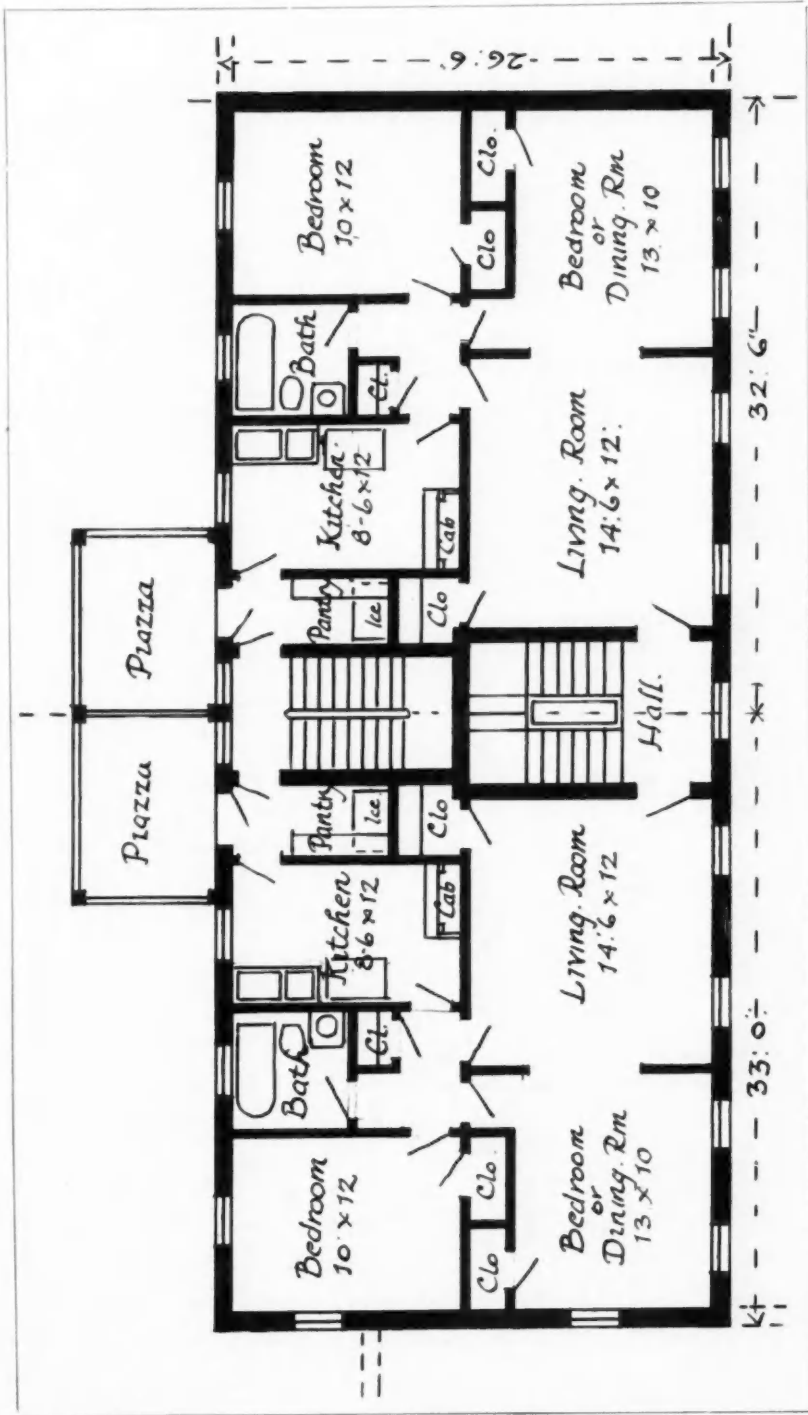 Piazza
Piazza
Bedroom
10 x 12
Bath
Ct.
Kitchen
8-6 x 12
Cab
Pantry
Ice
Clo
Pantry
Ice
Clo
Kitchen
8-6 x 12
Cab
Bath
Ct.
Bedroom
10 x 12
Clo
Clo.
Clo
Clo.
Bedroom
or
Dining. Rm
13 x 10
Living. Room
14:6 x 12
Hall.
Living. Room
14:6 x 12:
Bedroom
or
Dining. Rm
13 x 10
33:0"
32:6"
26:6